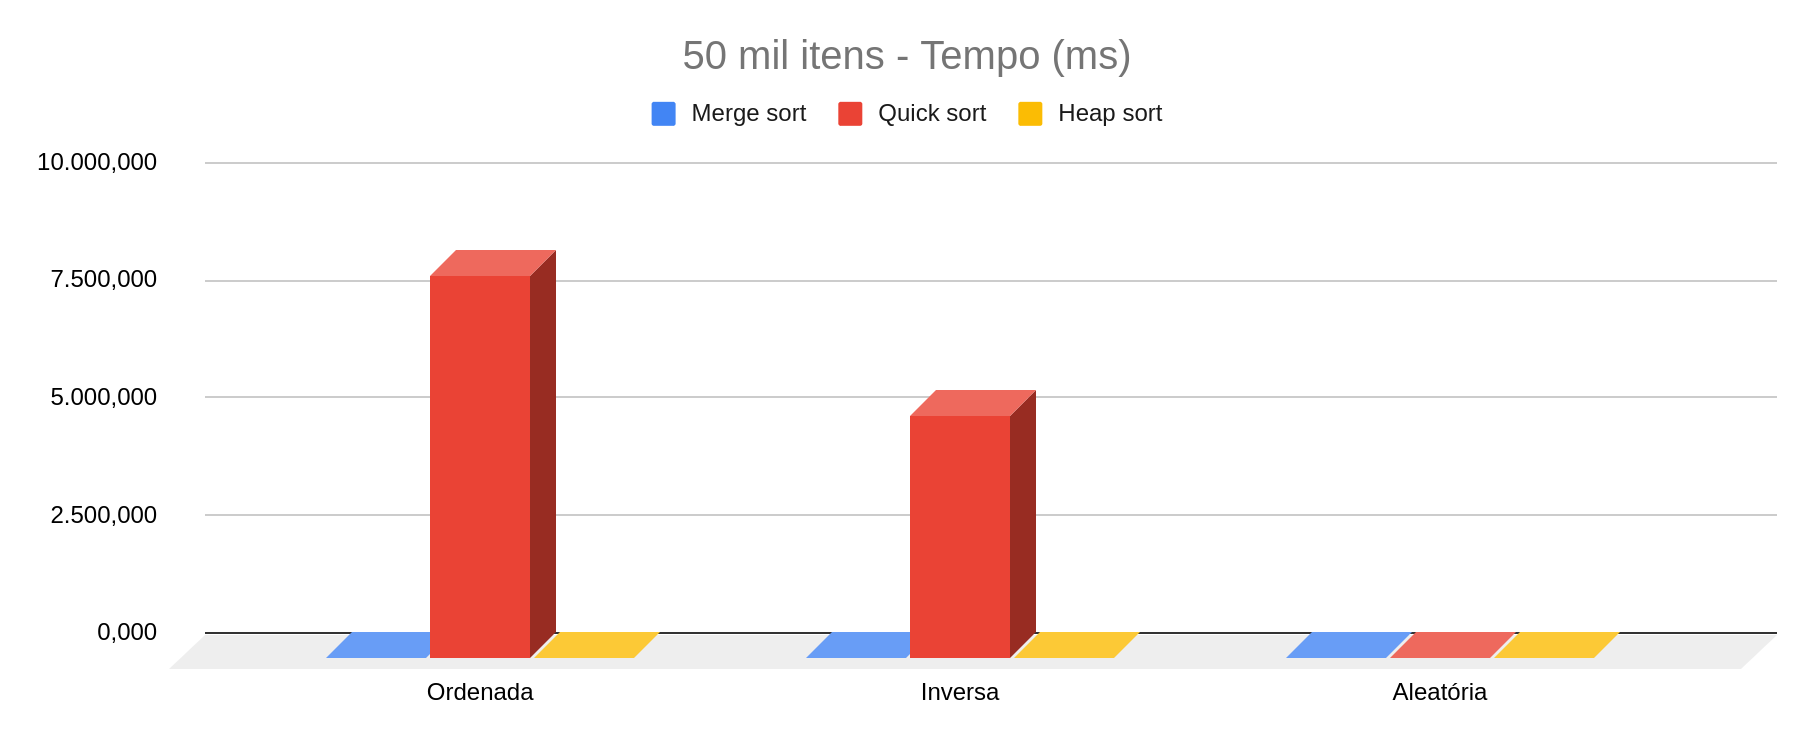 50 mil itens - Tempo (ms)
Merge sort Quick sort Heap sort
10.000,000
7.500,000
5.000,000
2.500,000
0,000
Ordenada Inversa Aleatória